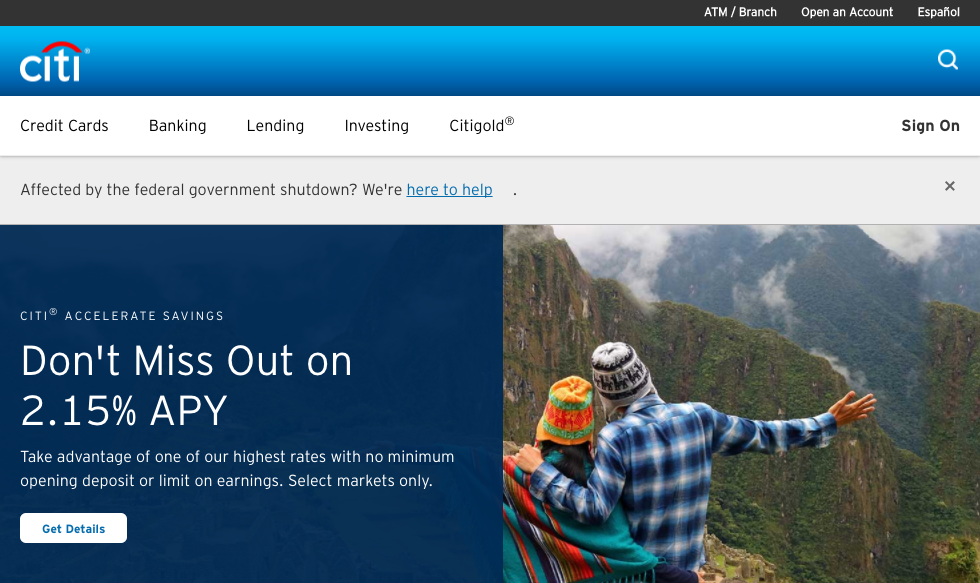 ATM / Branch Open an Account Español
citi®
Credit Cards Banking Lending Investing Citigold® Sign On
Affected by the federal government shutdown? We're here to help .
CITI® ACCELERATE SAVINGS
Don't Miss Out on
2.15% APY
Take advantage of one of our highest rates with no minimum
opening deposit or limit on earnings. Select markets only.
Get Details